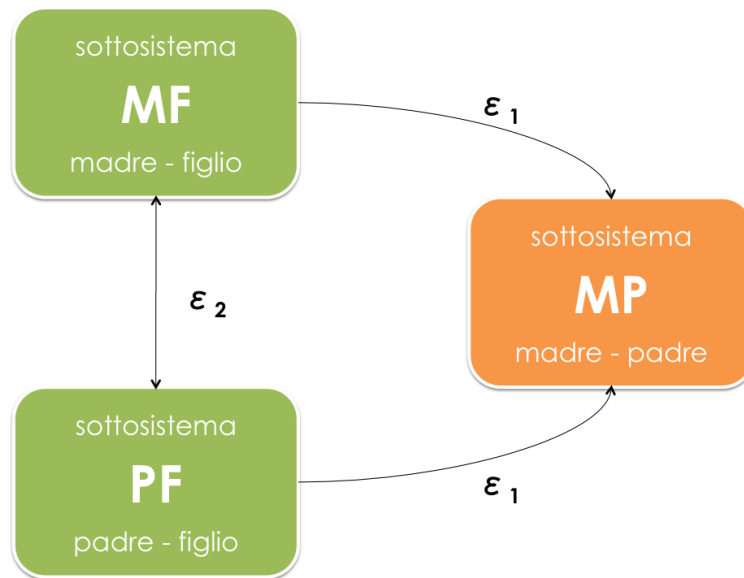 sottosistema
MF
madre - figlio
ε 1
sottosistema
MP
madre - padre
ε 2
sottosistema
PF
padre - figlio
ε 1